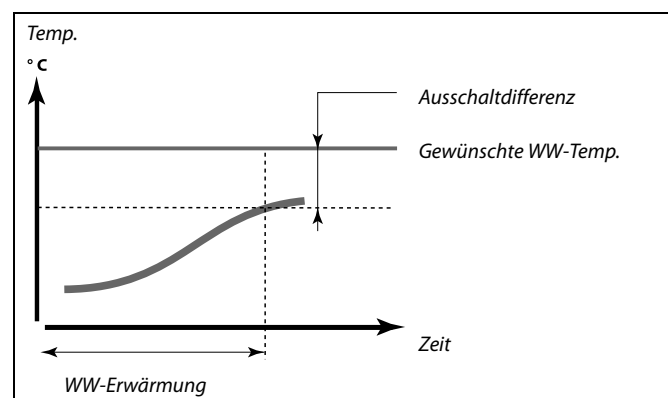 Temp.
°C
Ausschaltdifferenz
Gewünschte WW-Temp.
Zeit
WW-Erwärmung